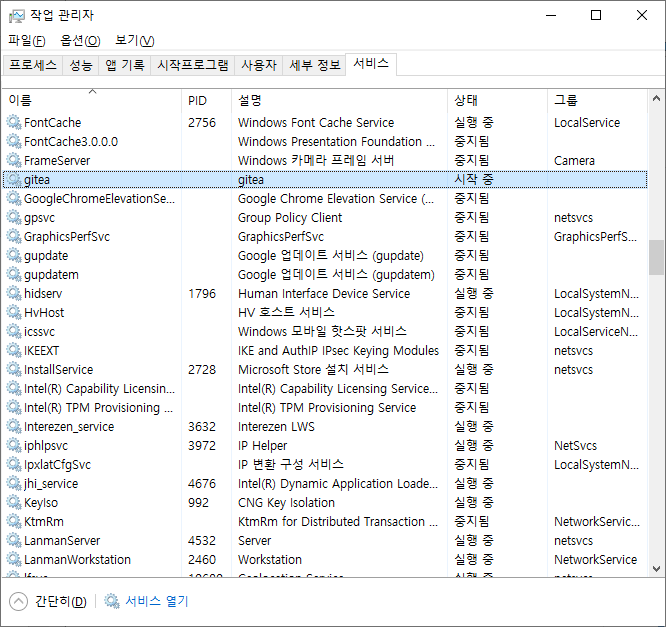 작업 관리자
파일(F) 옵션(O) 보기(V)
프로세스 성능 앱 기록 시작프로그램 사용자 세부 정보 서비스
이름 PID 설명 상태 그룹
FontCache 2756 Windows Font Cache Service 실행 중 LocalService
FontCache3.0.0.0 Windows Presentation Foundation ... 중지됨
FrameServer Windows 카메라 프레임 서버 중지됨 Camera
gitea gitea 시작 중
GoogleChromeElevationSe... Google Chrome Elevation Service (... 중지됨
gpsvc Group Policy Client 중지됨 netsvcs
GraphicsPerfSvc GraphicsPerfSvc 중지됨 GraphicsPerfS...
gupdate Google 업데이트 서비스 (gupdate) 중지됨
gupdatem Google 업데이트 서비스 (gupdatem) 중지됨
hidserv 1796 Human Interface Device Service 실행 중 LocalSystemN...
HvHost HV 호스트 서비스 중지됨 LocalSystemN...
icssvc Windows 모바일 핫스팟 서비스 중지됨 LocalServiceN...
IKEEXT IKE and AuthIP IPsec Keying Modules 중지됨 netsvcs
InstallService 2728 Microsoft Store 설치 서비스 실행 중 netsvcs
Intel(R) Capability Licensin... Intel(R) Capability Licensing Service... 중지됨
Intel(R) TPM Provisioning ... Intel(R) TPM Provisioning Service 중지됨
Interezen_service 3632 Interezen LWS 실행 중
iphlpsvc 3972 IP Helper 실행 중 NetSvcs
IpxlatCfgSvc IP 변환 구성 서비스 중지됨 LocalSystemN...
jhi_service 4676 Intel(R) Dynamic Application Loade... 실행 중
KeyIso 992 CNG Key Isolation 실행 중
KtmRm KtmRm for Distributed Transaction ... 중지됨 NetworkServic...
LanmanServer 4532 Server 실행 중 netsvcs
LanmanWorkstation 2460 Workstation 실행 중 NetworkService
간단히(D) 서비스 열기